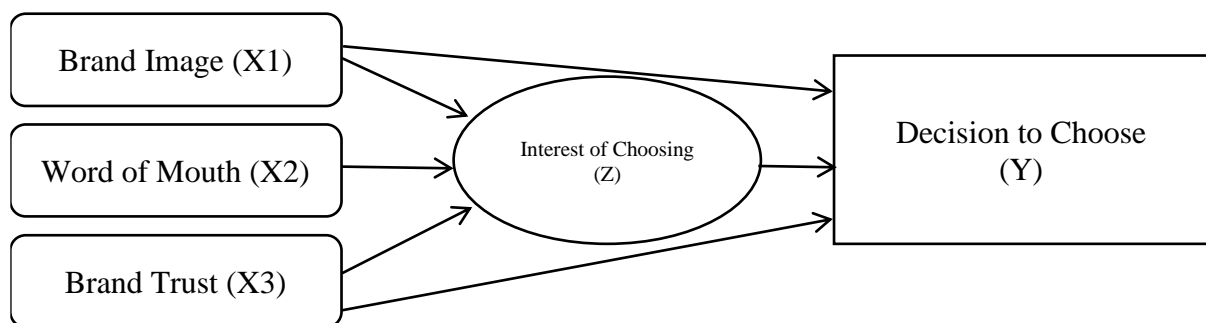 Brand Image (X1)
Word of Mouth (X2)
Brand Trust (X3)
Interest of Choosing
(Z)
Decision to Choose
(Y)